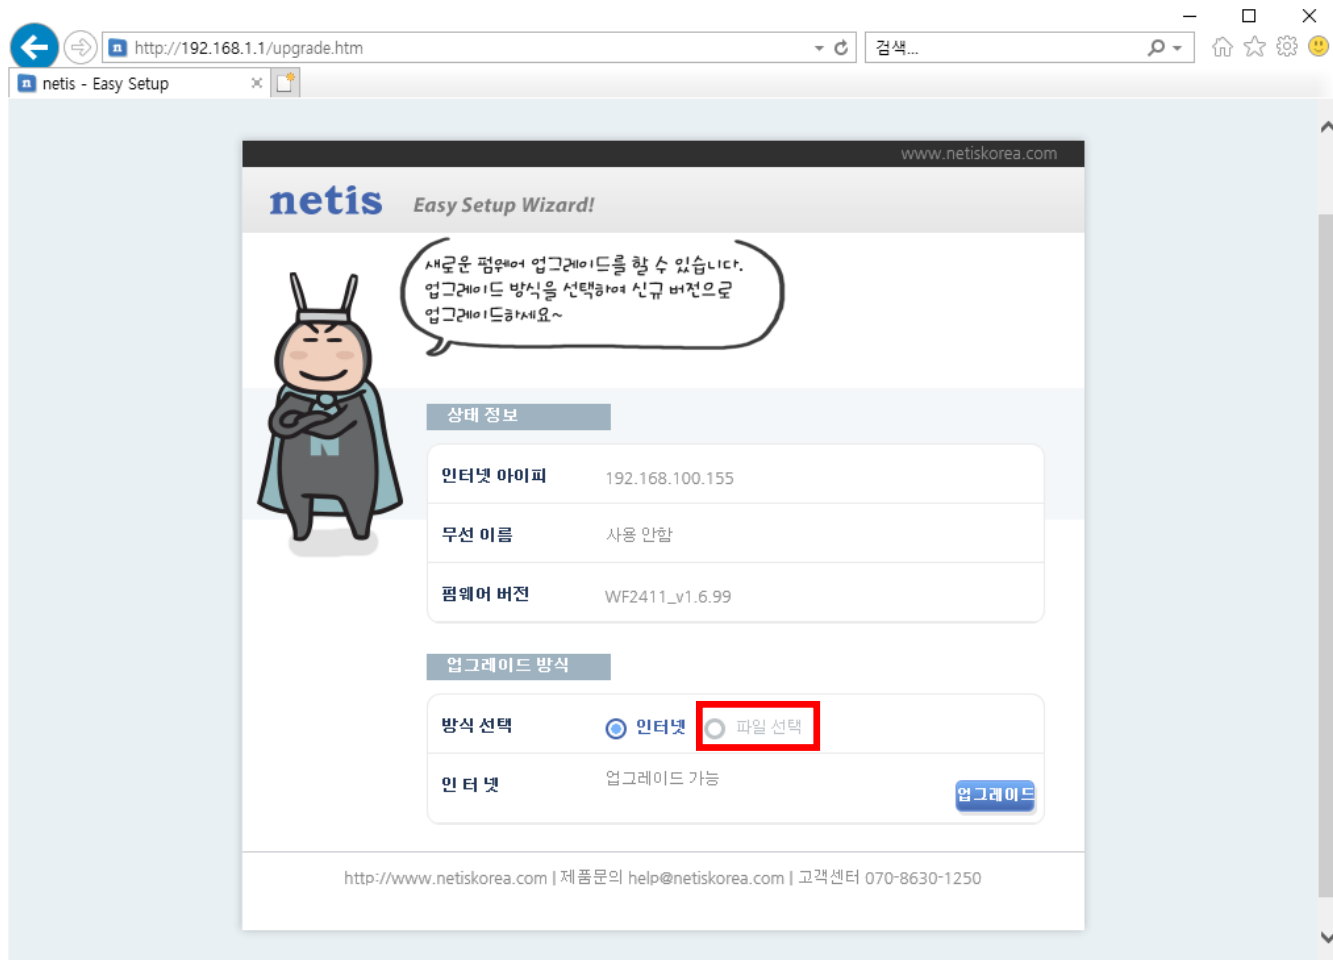 http://192.168.1.1/upgrade.htm
검색...
netis - Easy Setup
www.netiskorea.com
netis Easy Setup Wizard!
새로운 펌웨어 업그레이드를 할 수 있습니다.
업그레이드 방식을 선택하여 신규 버전으로
업그레이드하세요~
N
상태 정보
인터넷 아이피 192.168.100.155
무선 이름 사용 안함
펌웨어 버전 WF2411_v1.6.99
업그레이드 방식
방식 선택 인터넷 파일 선택
인 터 넷 업그레이드 가능
업그레이드
http://www.netiskorea.com | 제품문의 help@netiskorea.com | 고객센터 070-8630-1250